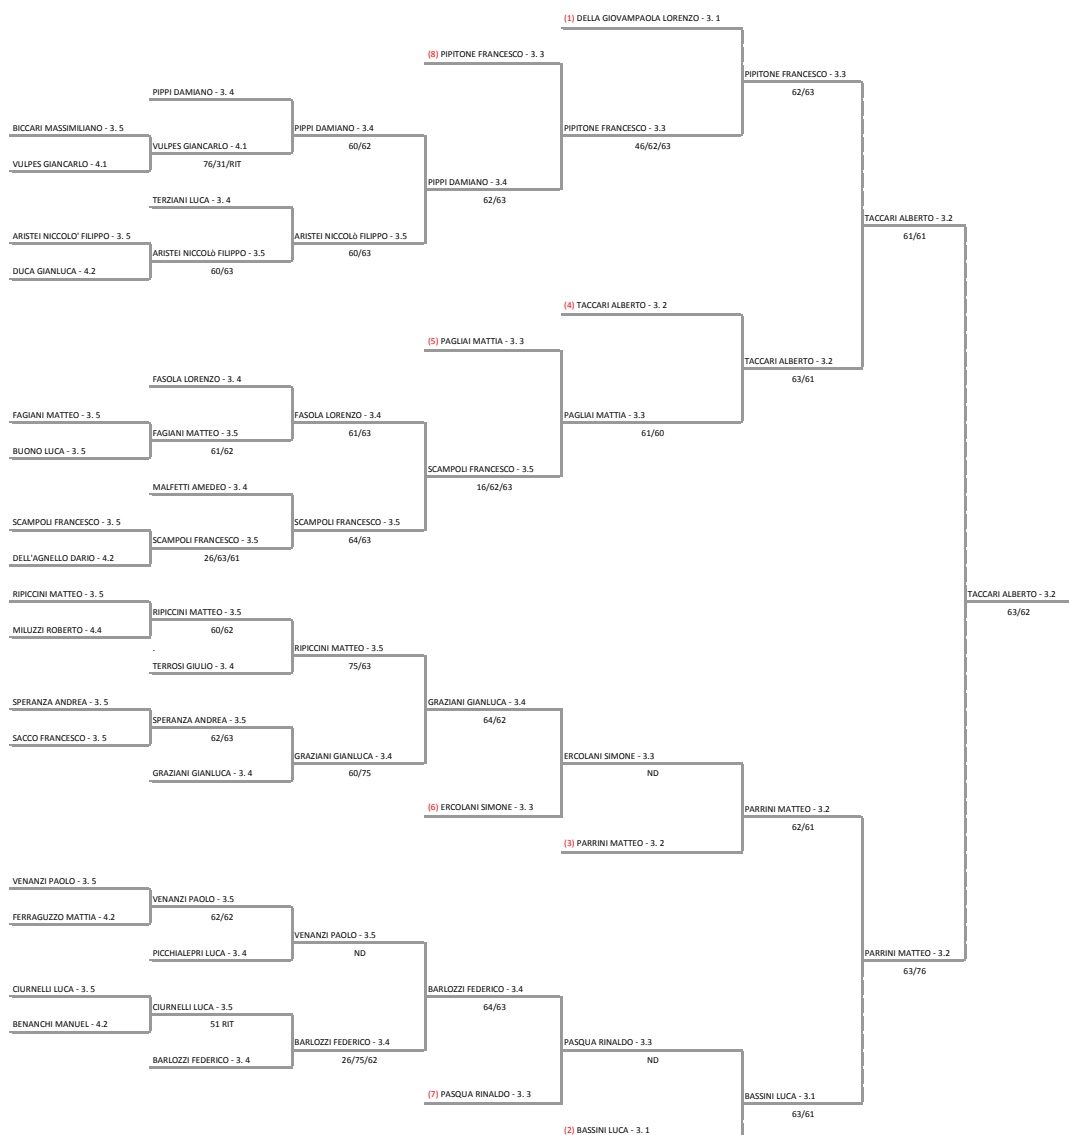 (1) DELLA GIOVAMPAOLA LORENZO - 3. 1
(8) PIPITONE FRANCESCO - 3. 3
PIPITONE FRANCESCO - 3.3
62/63
PIPPI DAMIANO - 3. 4
BICCARI MASSIMILIANO - 3. 5
PIPPI DAMIANO - 3.4
PIPITONE FRANCESCO - 3.3
VULPES GIANCARLO - 4.1
60/62
46/62/63
VULPES GIANCARLO - 4.1
76/31/RIT
PIPPI DAMIANO - 3.4
62/63
TERZIANI LUCA - 3. 4
TACCARI ALBERTO - 3.2
ARISTEI NICCOLO' FILIPPO - 3. 5
ARISTEI NICCOLò FILIPPO - 3.5
61/61
ARISTEI NICCOLò FILIPPO - 3.5
60/63
DUCA GIANLUCA - 4.2
60/63
(4) TACCARI ALBERTO - 3. 2
(5) PAGLIAI MATTIA - 3. 3
TACCARI ALBERTO - 3.2
63/61
FASOLA LORENZO - 3. 4
FAGIANI MATTEO - 3. 5
FASOLA LORENZO - 3.4
PAGLIAI MATTIA - 3.3
FAGIANI MATTEO - 3.5
61/63
61/60
BUONO LUCA - 3. 5
61/62
SCAMPOLI FRANCESCO - 3.5
16/62/63
MALFETTI AMEDEO - 3. 4
SCAMPOLI FRANCESCO - 3. 5
SCAMPOLI FRANCESCO - 3.5
SCAMPOLI FRANCESCO - 3.5
64/63
DELL'AGNELLO DARIO - 4.2
26/63/61
RIPICCINI MATTEO - 3. 5
TACCARI ALBERTO - 3.2
RIPICCINI MATTEO - 3.5
63/62
MILUZZI ROBERTO - 4.4
60/62
.
RIPICCINI MATTEO - 3.5
TERROSI GIULIO - 3. 4
75/63
SPERANZA ANDREA - 3. 5
GRAZIANI GIANLUCA - 3.4
SPERANZA ANDREA - 3.5
64/62
SACCO FRANCESCO - 3. 5
62/63
GRAZIANI GIANLUCA - 3.4
ERCOLANI SIMONE - 3.3
GRAZIANI GIANLUCA - 3. 4
60/75
ND
(6) ERCOLANI SIMONE - 3. 3
PARRINI MATTEO - 3.2
62/61
(3) PARRINI MATTEO - 3. 2
VENANZI PAOLO - 3. 5
VENANZI PAOLO - 3.5
FERRAGUZZO MATTIA - 4.2
62/62
VENANZI PAOLO - 3.5
PICCHIALEPRI LUCA - 3. 4
ND
PARRINI MATTEO - 3.2
63/76
CIURNELLI LUCA - 3. 5
BARLOZZI FEDERICO - 3.4
CIURNELLI LUCA - 3.5
64/63
BENANCHI MANUEL - 4.2
51 RIT
BARLOZZI FEDERICO - 3.4
PASQUA RINALDO - 3.3
BARLOZZI FEDERICO - 3. 4
26/75/62
ND
(7) PASQUA RINALDO - 3. 3
BASSINI LUCA - 3.1
63/61
(2) BASSINI LUCA - 3. 1